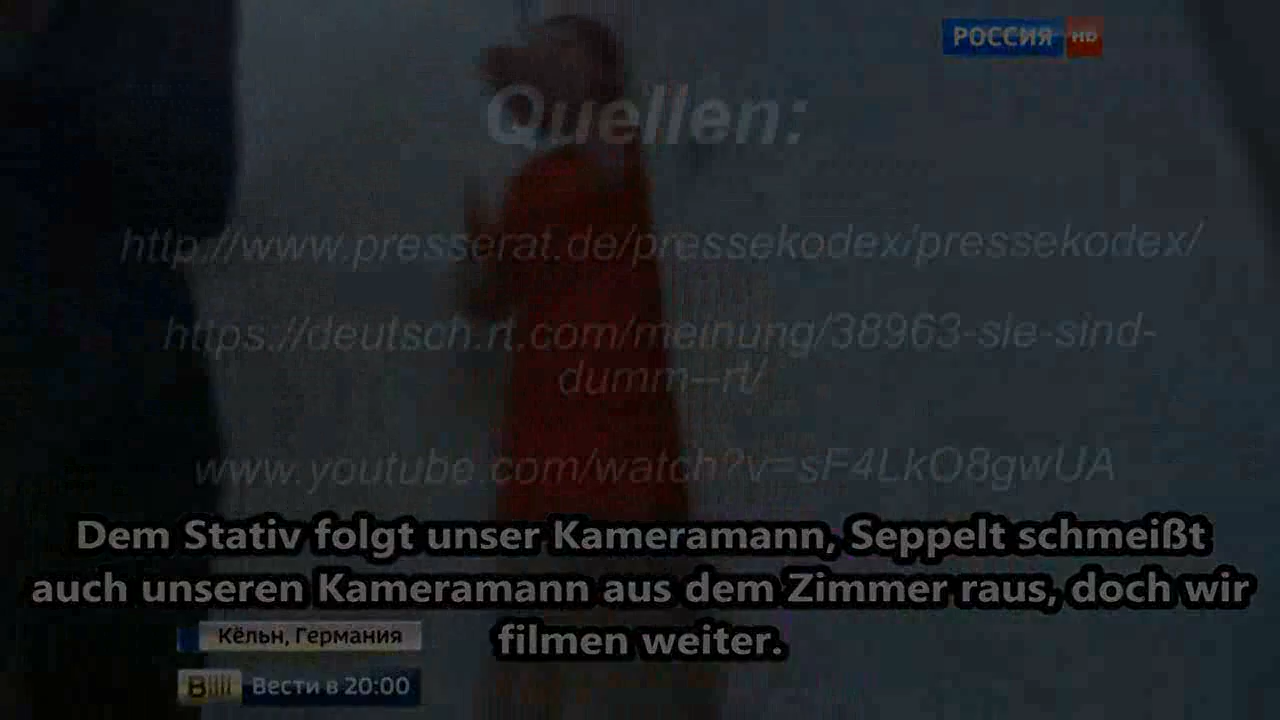 РОССИЯ HD
Quellen:
http://www.presserat.de/pressekodex/pressekodex/
https://deutsch.rt.com/meinung/38963-sie-sind-
dumm--rt/
www.youtube.com/watch?v=sF4LkO8gwUA
Dem Stativ folgt unser Kameramann, Seppelt schmeißt
auch unseren Kameramann aus dem Zimmer raus, doch wir
filmen weiter.
Кёльн, Германия
В Вести в 20:00